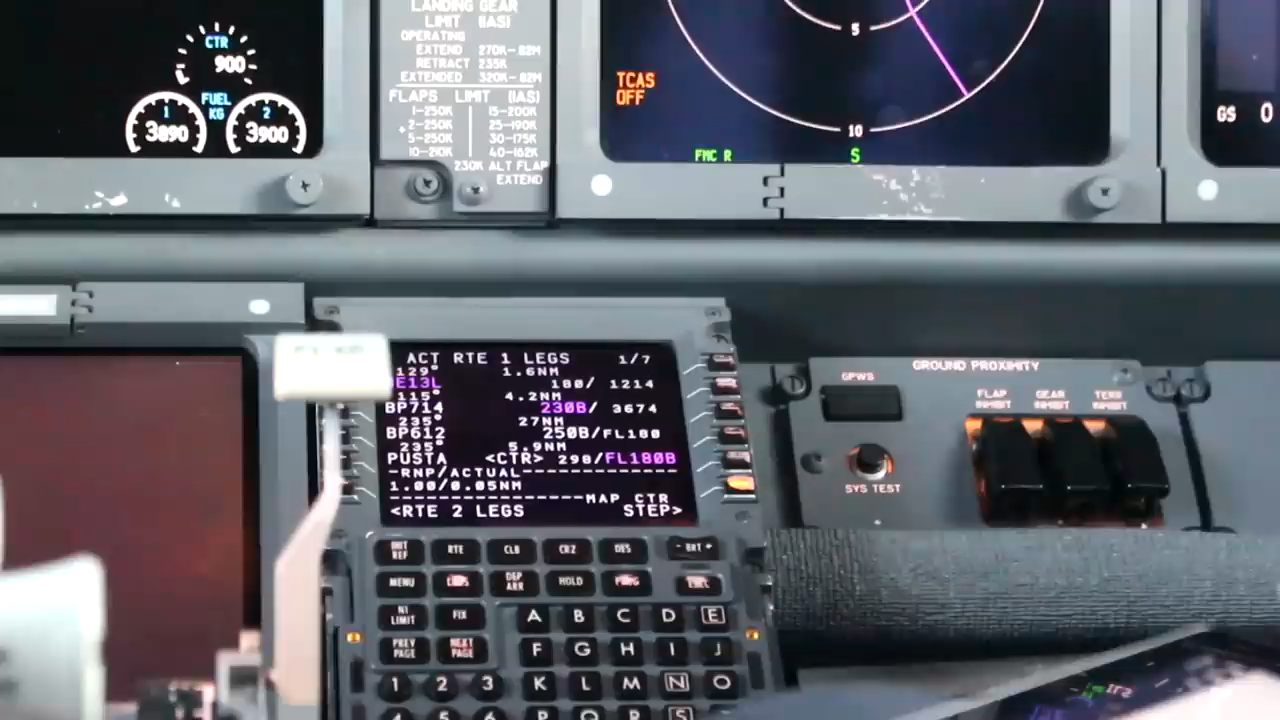 CTR
900
FUEL
KG
1
3890
2
3900
LANDING GEAR
LIMIT (IAS)
OPERATING
EXTEND 270K-82M
RETRACT 235K
EXTENDED 320K-82M
FLAPS LIMIT (IAS)
1-250K 15-200K
2-250K 25-190K
5-250K 30-175K
10-210K 40-162K
230K ALT FLAP
EXTEND
TCAS
OFF
5
10
FMC R
S
GS 0
ACT RTE 1 LEGS 1/7
129° 1.6NM
E13L 180/ 1214
115° 4.2NM
BP714 230B/ 3674
235° 27NM
BP612 250B/FL180
235° 5.9NM
PUSTA <CTR> 298/FL180B
-RNP/ACTUAL------------
1.00/0.05NM
----------------MAP CTR
<RTE 2 LEGS STEP>
GROUND PROXIMITY
GPWS
FLAP INHIBIT
GEAR INHIBIT
TERR INHIBIT
SYS TEST
INIT REF RTE CLB CRZ DES - BRT +
MENU LEGS DEP ARR HOLD PROG EXEC
N1 LIMIT FIX A B C D E
PREV PAGE NEXT PAGE F G H I J
1 2 3 K L M N O
4 5 6 P Q R S